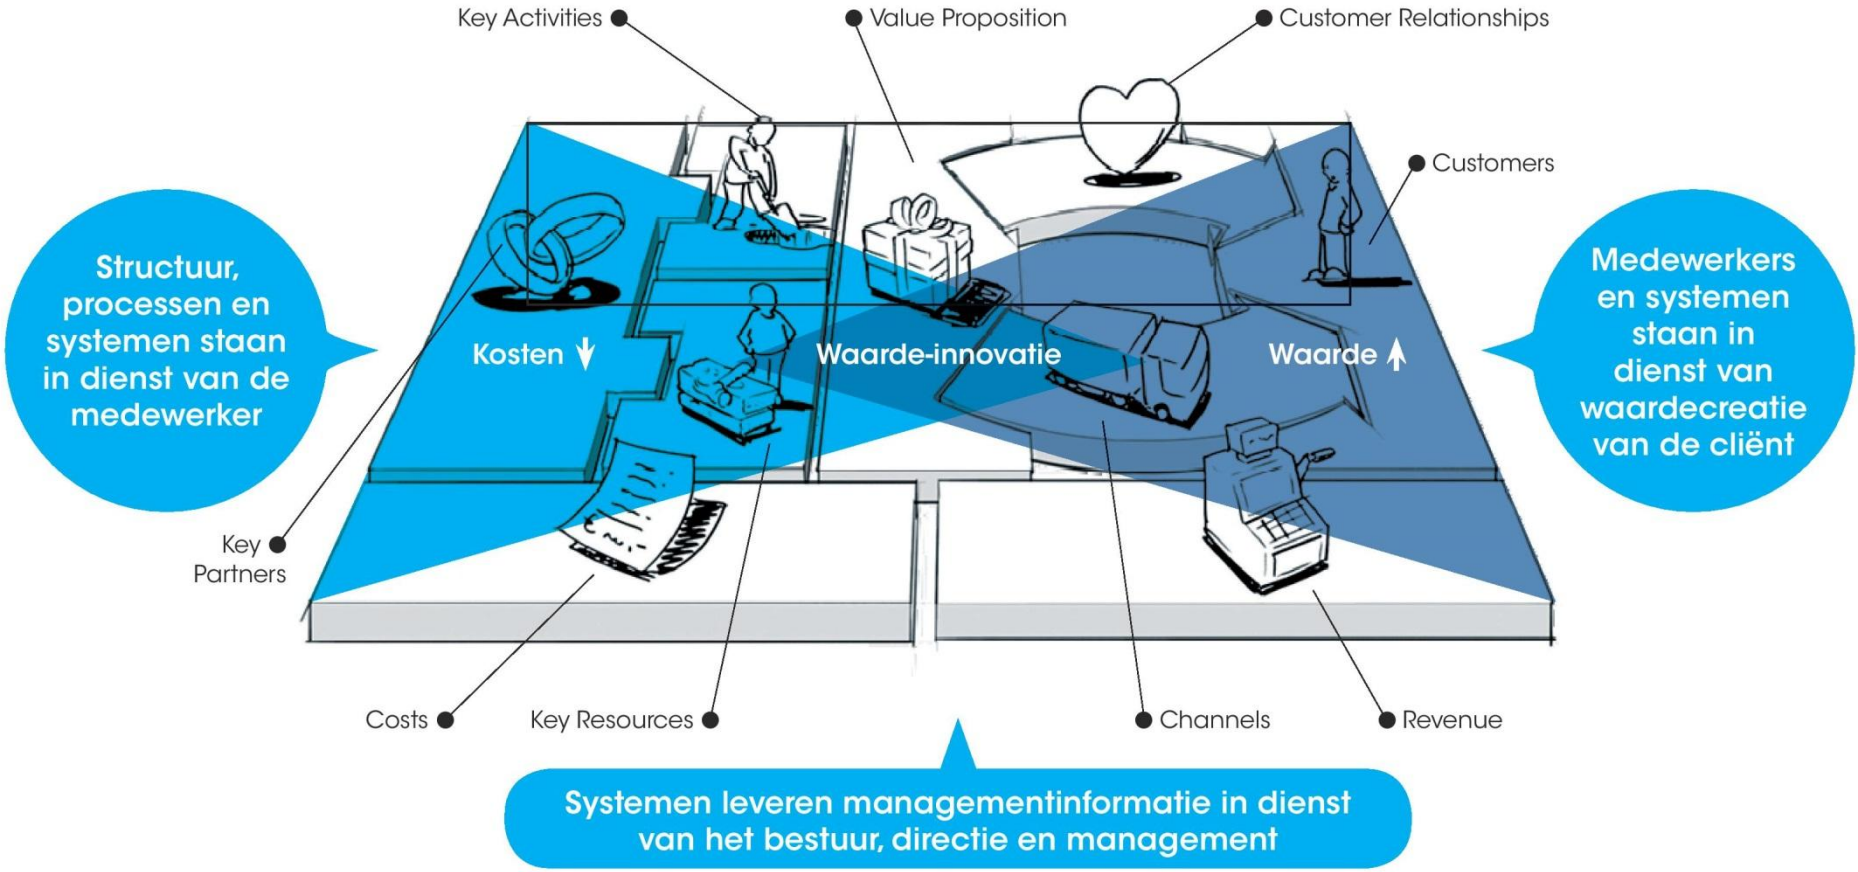 Key Activities
Value Proposition
Customer Relationships
Customers
Structuur,
processen en
systemen staan
in dienst van de
medewerker
Kosten
Waarde-innovatie
Waarde
Medewerkers
en systemen
staan in
dienst van
waardecreatie
van de cliënt
Key
Partners
Costs
Key Resources
Channels
Revenue
Systemen leveren managementinformatie in dienst
van het bestuur, directie en management